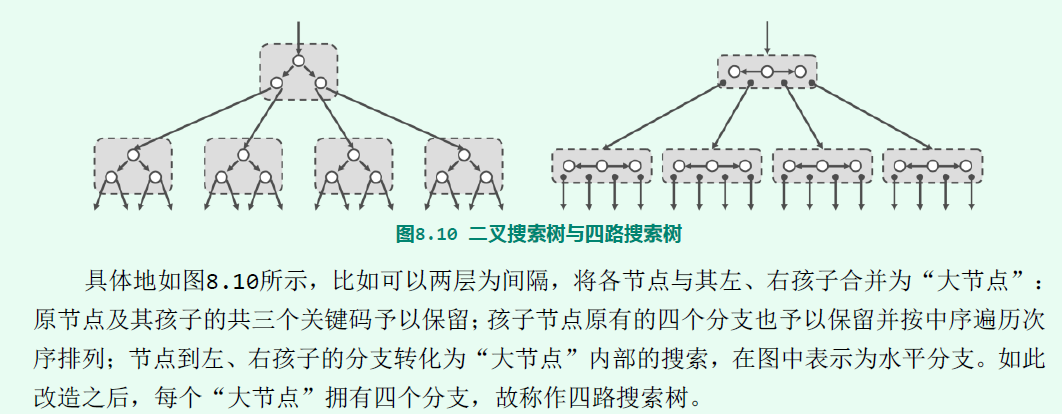 图8.10 二叉搜索树与四路搜索树
具体地如图8.10所示，比如可以两层为间隔，将各节点与其左、右孩子合并为“大节点”：
原节点及其孩子的共三个关键码予以保留；孩子节点原有的四个分支也予以保留并按中序遍历次
序排列；节点到左、右孩子的分支转化为“大节点”内部的搜索，在图中表示为水平分支。如此
改造之后，每个“大节点”拥有四个分支，故称作四路搜索树。